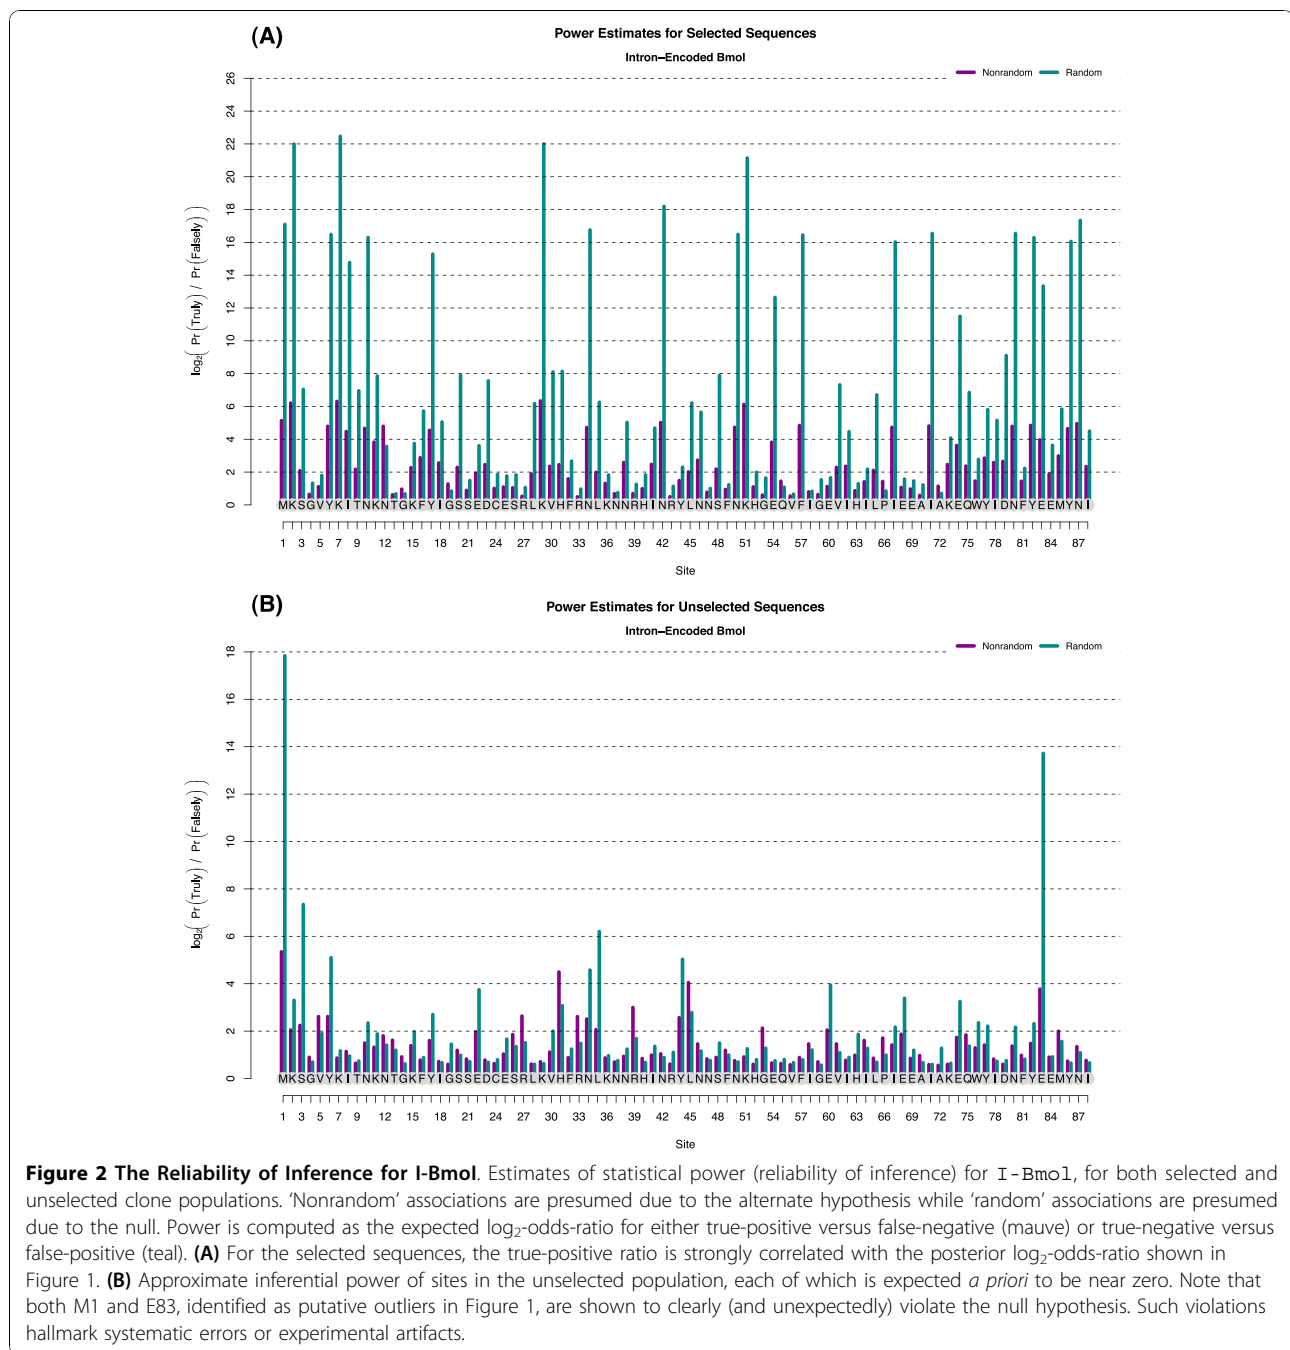 (A)
Power Estimates for Selected Sequences
Intron−Encoded BmoI
Nonrandom Random
26
24
22
20
18
16
14
12
10
8
6
4
2
0
log₂( Pr(Truly) / Pr(Falsely) )
MKSGVYKITNKNTGKFYIGSSEDCESRLKVHFRNLKNNRHINRYLNNSFNKHGEQVFIGEVIHILPIEEAIAKEQWYIDNFYEEMYNI
1 3 5 7 9 12 15 18 21 24 27 30 33 36 39 42 45 48 51 54 57 60 63 66 69 72 75 78 81 84 87
Site
(B)
Power Estimates for Unselected Sequences
Intron−Encoded BmoI
Nonrandom Random
18
16
14
12
10
8
6
4
2
0
log₂( Pr(Truly) / Pr(Falsely) )
MKSGVYKITNKNTGKFYIGSSEDCESRLKVHFRNLKNNRHINRYLNNSFNKHGEQVFIGEVIHILPIEEAIAKEQWYIDNFYEEMYNI
1 3 5 7 9 12 15 18 21 24 27 30 33 36 39 42 45 48 51 54 57 60 63 66 69 72 75 78 81 84 87
Site
Figure 2 The Reliability of Inference for I-BmoI. Estimates of statistical power (reliability of inference) for I-BmoI, for both selected and
unselected clone populations. ‘Nonrandom’ associations are presumed due to the alternate hypothesis while ‘random’ associations are presumed
due to the null. Power is computed as the expected log₂-odds-ratio for either true-positive versus false-negative (mauve) or true-negative versus
false-positive (teal). (A) For the selected sequences, the true-positive ratio is strongly correlated with the posterior log₂-odds-ratio shown in
Figure 1. (B) Approximate inferential power of sites in the unselected population, each of which is expected a priori to be near zero. Note that
both M1 and E83, identified as putative outliers in Figure 1, are shown to clearly (and unexpectedly) violate the null hypothesis. Such violations
hallmark systematic errors or experimental artifacts.